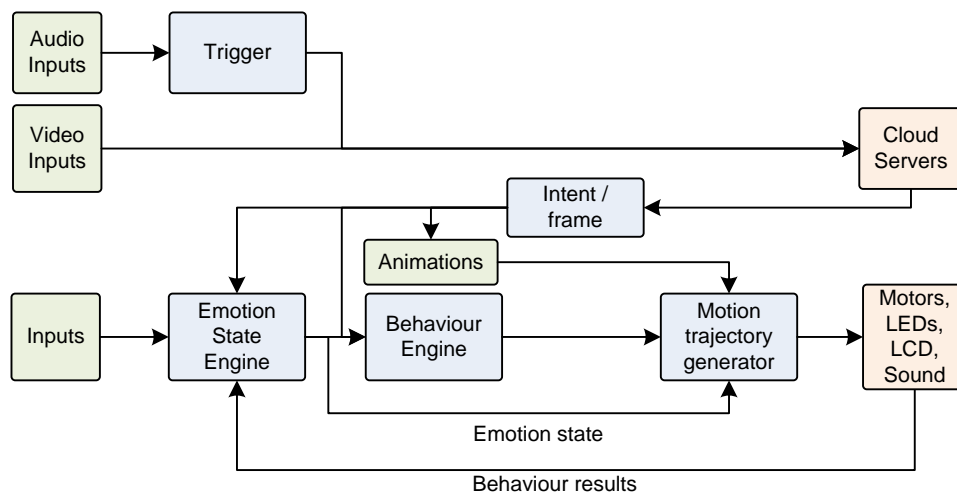 Audio
Inputs
Trigger
Video
Inputs
Cloud
Servers
Intent /
frame
Animations
Inputs
Emotion
State
Engine
Behaviour
Engine
Motion
trajectory
generator
Motors,
LEDs,
LCD,
Sound
Emotion state
Behaviour results